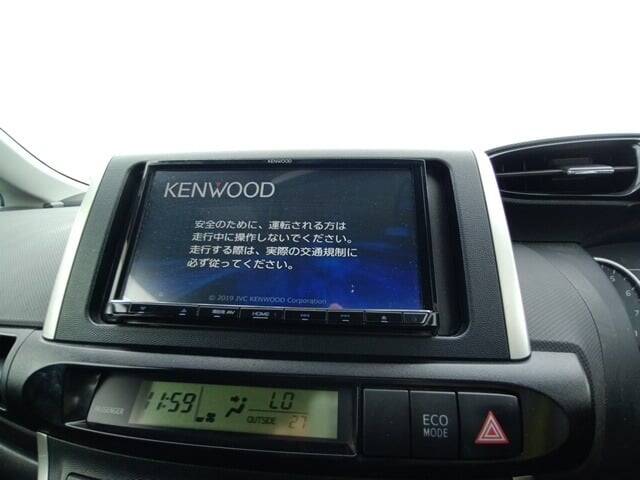 KENWOOD
KENWOOD
安全のために、運転される方は
走行中に操作しないでください。
走行する際は、実際の交通規制に
必ず従ってください。
© 2019 JVC KENWOOD Corporation
HOME
PASSENGER
11:59
LO
OUTSIDE 27
ECO
MODE